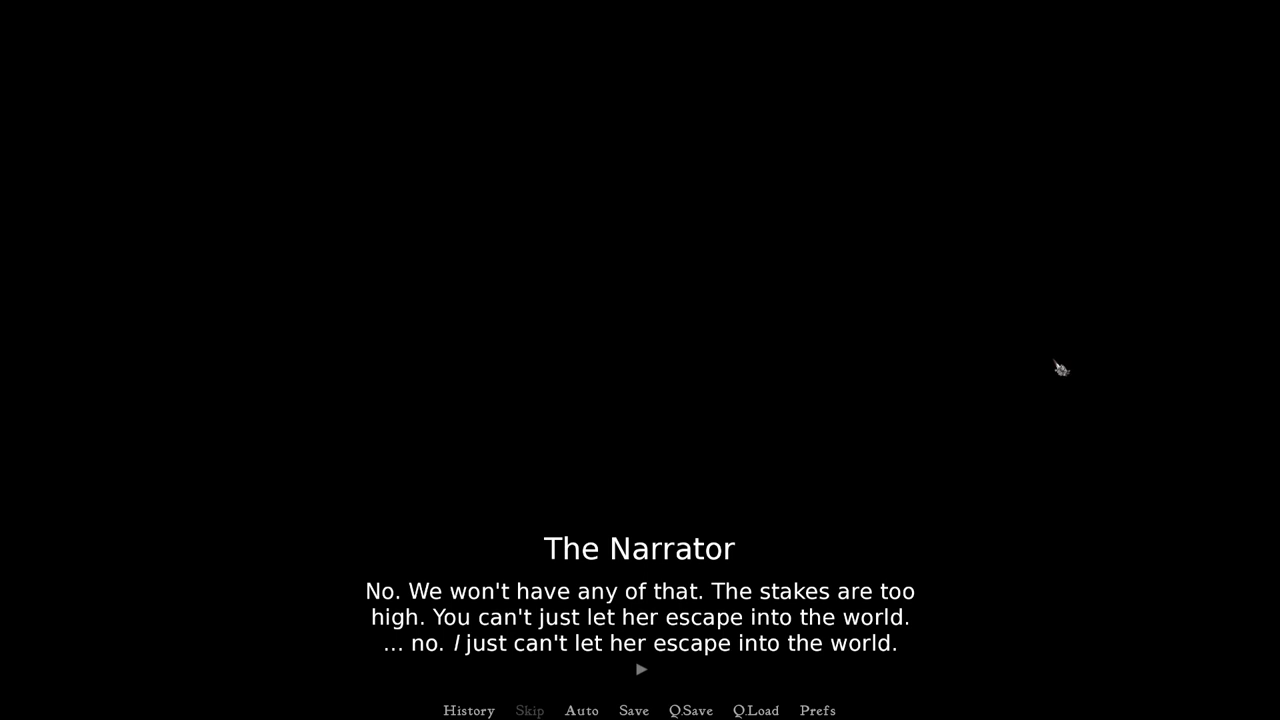 The Narrator
No. We won't have any of that. The stakes are too
high. You can't just let her escape into the world.
... no. I just can't let her escape into the world.
History Skip Auto Save Q.Save Q.Load Prefs